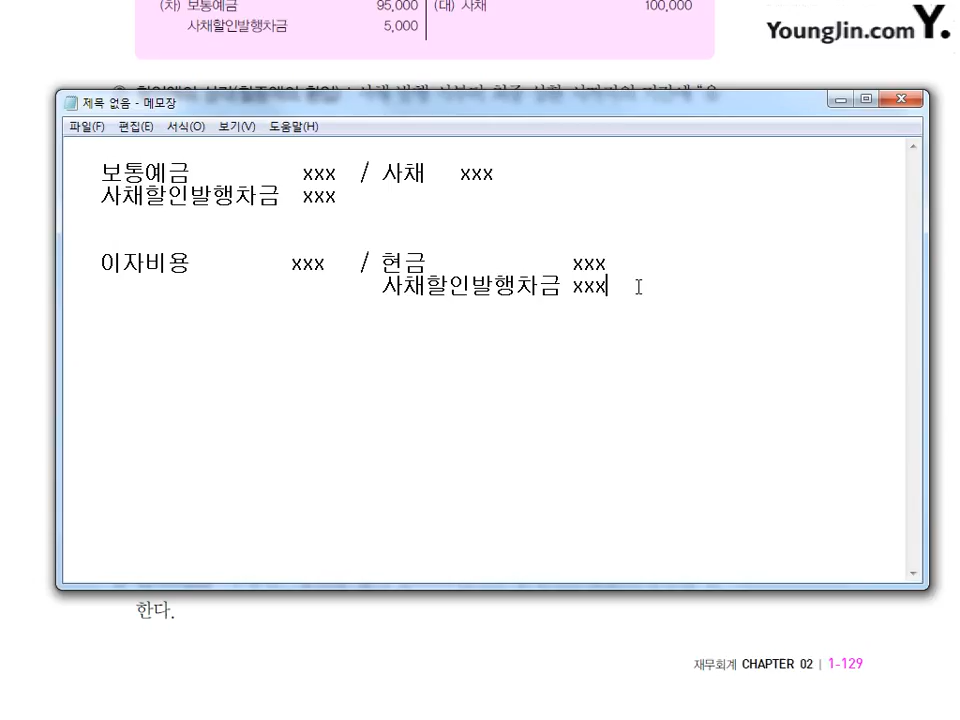 (차) 보통예금 95,000 (대) 사채 100,000
사채할인발행차금 5,000
YoungJin.com Y.
제목 없음 - 메모장
파일(F) 편집(E) 서식(O) 보기(V) 도움말(H)
보통예금 xxx / 사채 xxx
사채할인발행차금 xxx
이자비용 xxx / 현금 xxx
사채할인발행차금 xxx
한다.
재무회계 CHAPTER 02 | 1-129